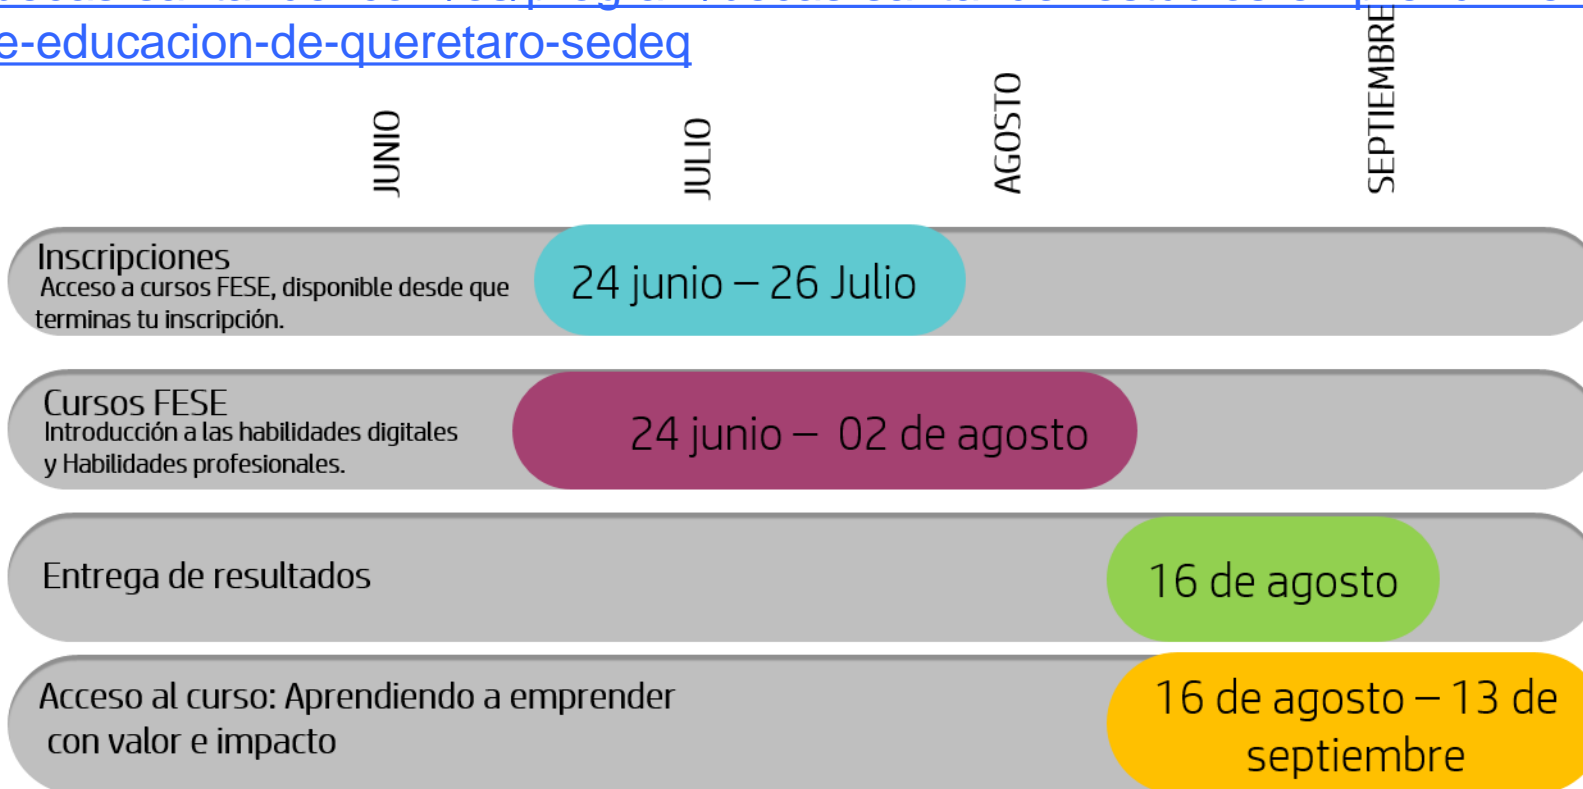 e-educacion-de-queretaro-sedeq
JUNIO
JULIO
AGOSTO
SEPTIEMBRE
Inscripciones
Acceso a cursos FESE, disponible desde que
terminas tu inscripción.
24 junio – 26 Julio
Cursos FESE
Introducción a las habilidades digitales
y Habilidades profesionales.
24 junio – 02 de agosto
Entrega de resultados
16 de agosto
Acceso al curso: Aprendiendo a emprender
con valor e impacto
16 de agosto – 13 de
septiembre